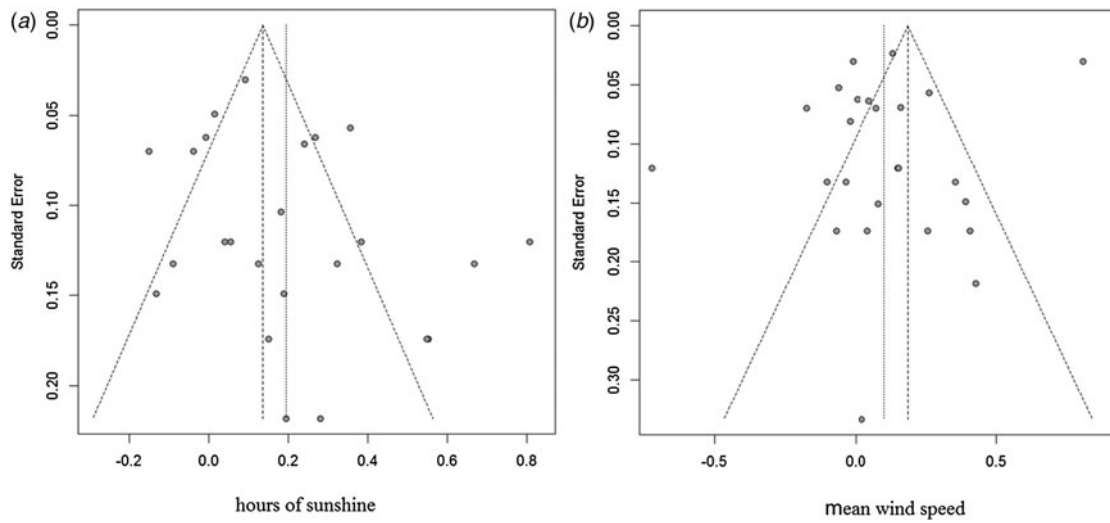 (a)
0.00
0.05
0.10
0.15
0.20
Standard Error
-0.2 0.0 0.2 0.4 0.6 0.8
hours of sunshine
(b)
0.00
0.05
0.10
0.15
0.20
0.25
0.30
Standard Error
-0.5 0.0 0.5
mean wind speed